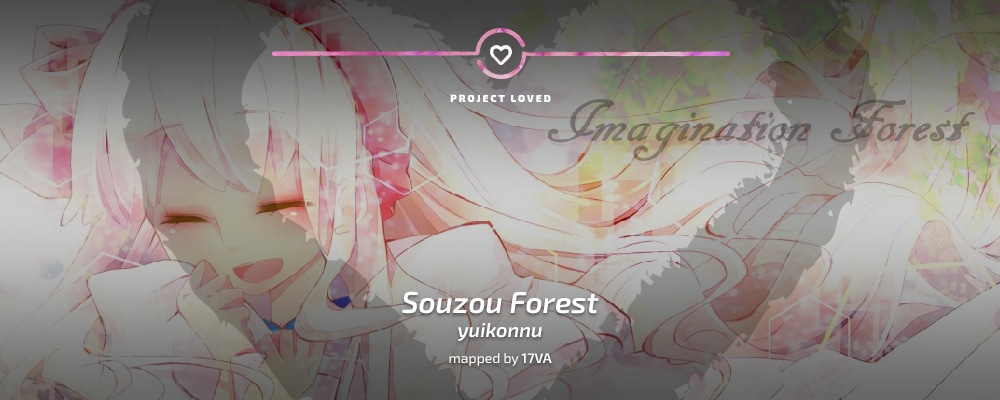 PROJECT LOVED
Imagination Forest
Souzou Forest
yuikonnu
mapped by 17VA